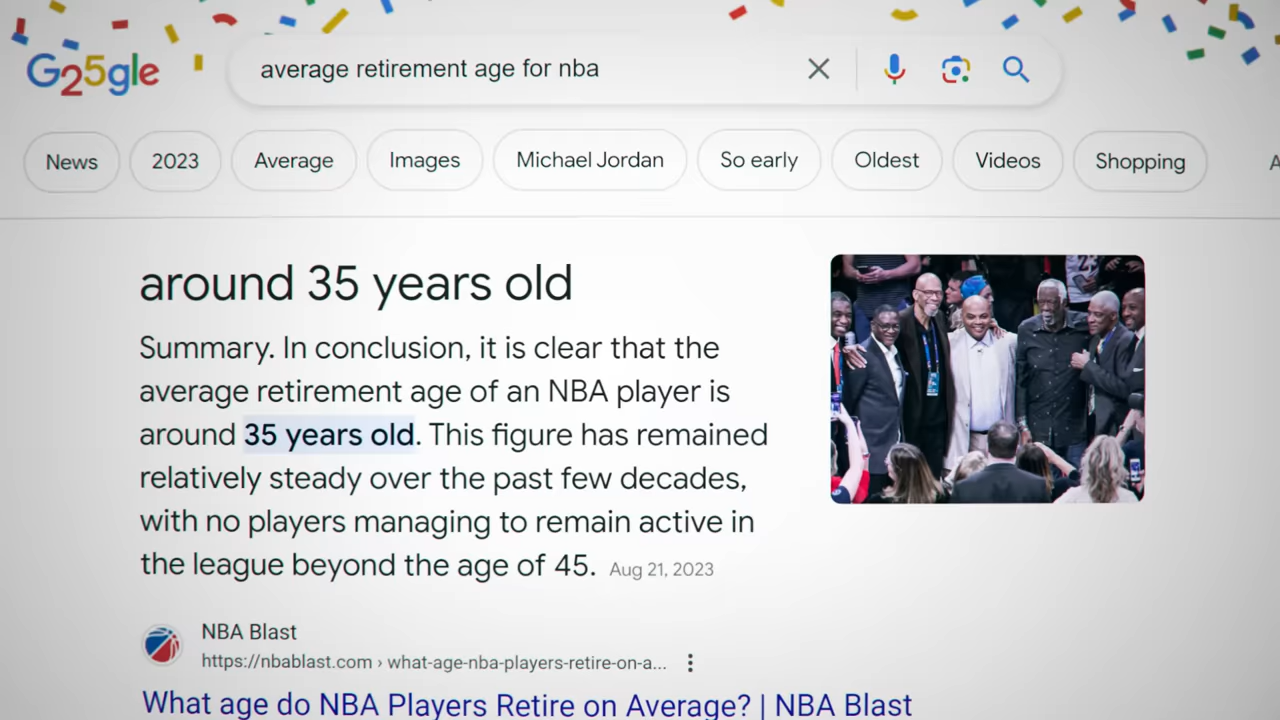 G25gle
average retirement age for nba
News
2023
Average
Images
Michael Jordan
So early
Oldest
Videos
Shopping
around 35 years old
Summary. In conclusion, it is clear that the
average retirement age of an NBA player is
around 35 years old. This figure has remained
relatively steady over the past few decades,
with no players managing to remain active in
the league beyond the age of 45. Aug 21, 2023
NBA Blast
https://nbablast.com › what-age-nba-players-retire-on-a...
What age do NBA Players Retire on Average? | NBA Blast